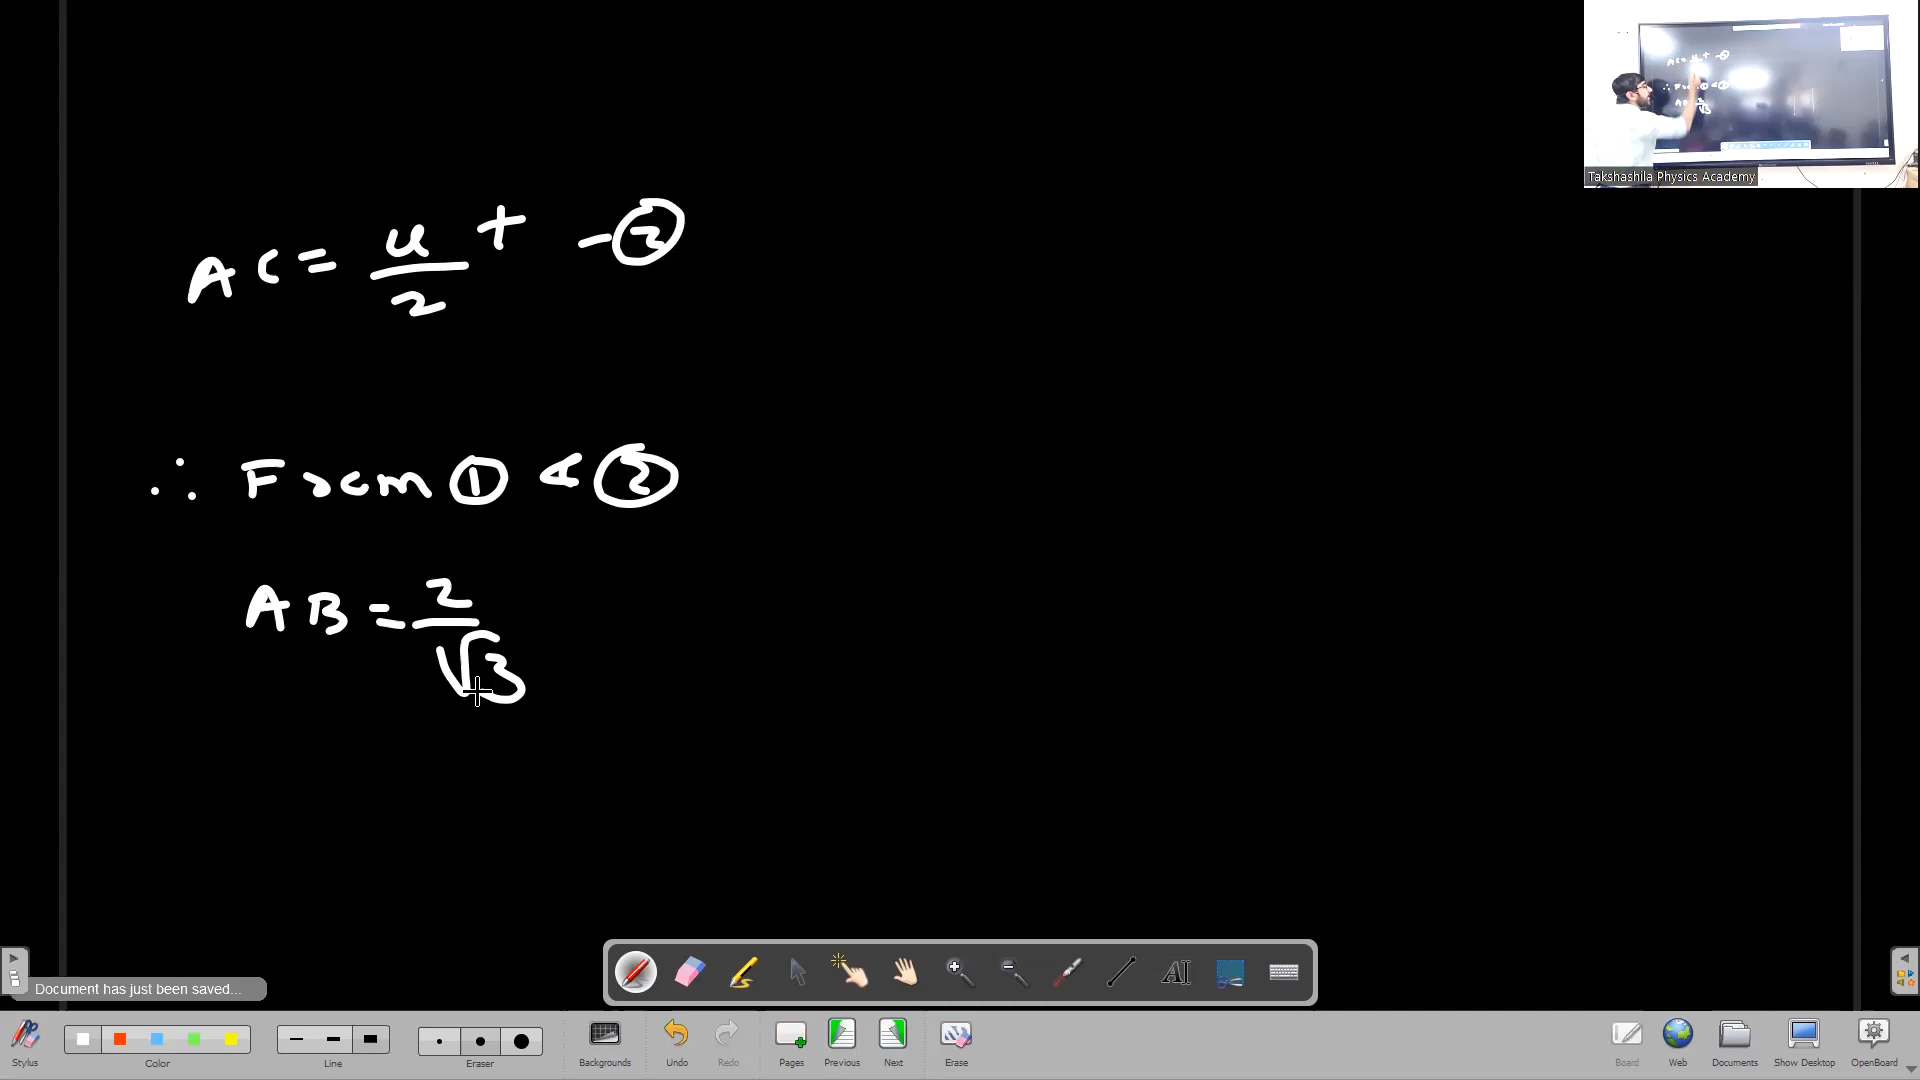 AC = u/2 t - ②
∴ From ① & ②
AB = 2/√3
Takshashila Physics Academy
Document has just been saved...
Stylus
Color
Line
Eraser
Backgrounds
Undo
Redo
Pages
Previous
Next
Erase
Board
Web
Documents
Show Desktop
OpenBoard
AI